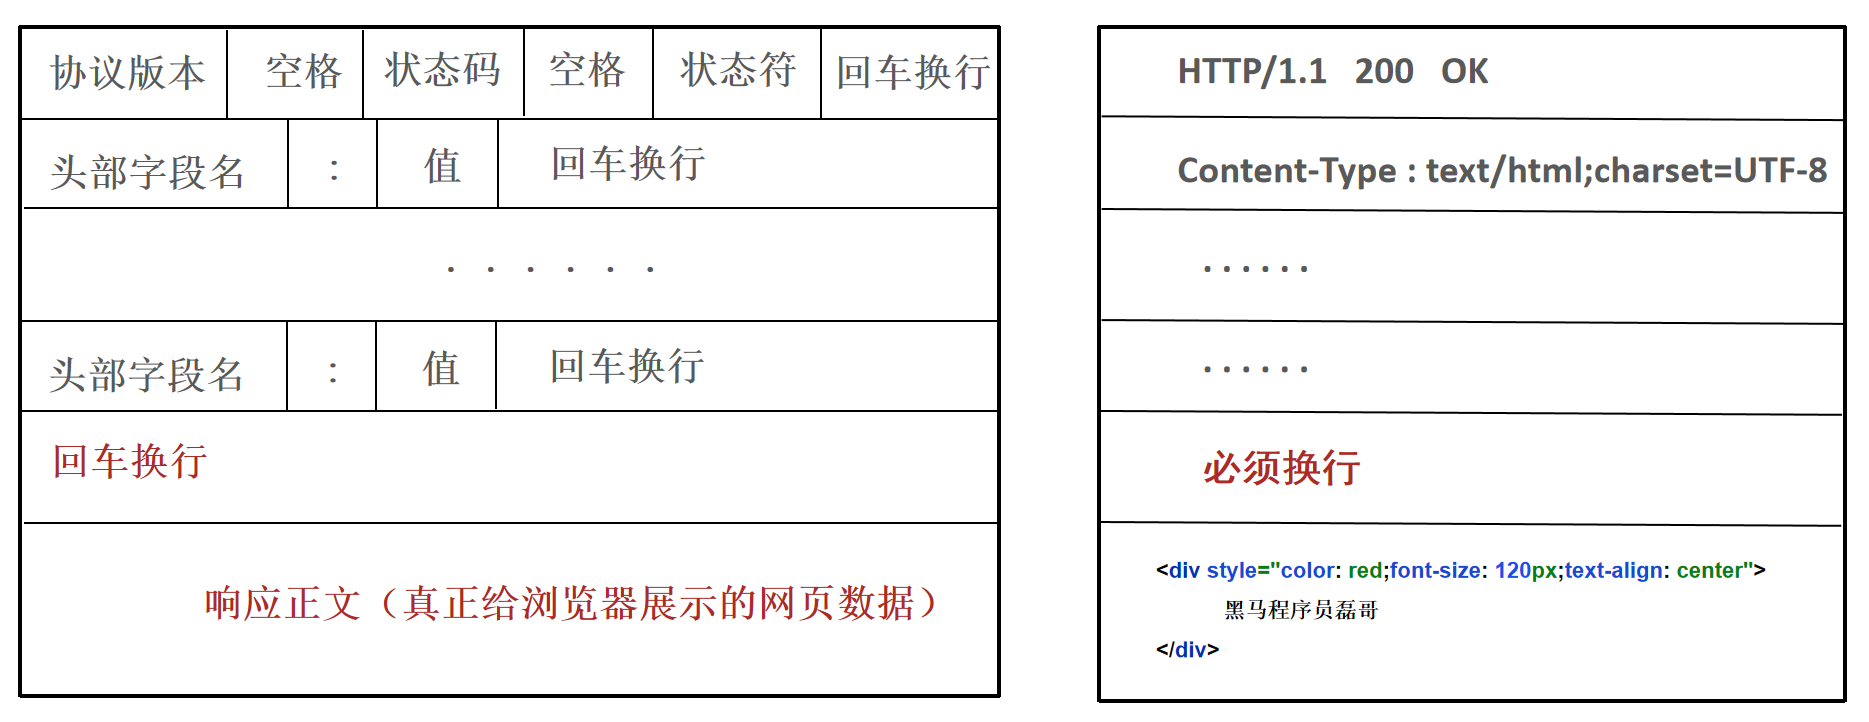 协议版本 空格 状态码 空格 状态符 回车换行
头部字段名 : 值 回车换行
. . . . . .
头部字段名 : 值 回车换行
回车换行
响应正文（真正给浏览器展示的网页数据）
HTTP/1.1 200 OK
Content-Type : text/html;charset=UTF-8
......
......
必须换行
<div style="color: red;font-size: 120px;text-align: center">
黑马程序员磊哥
</div>